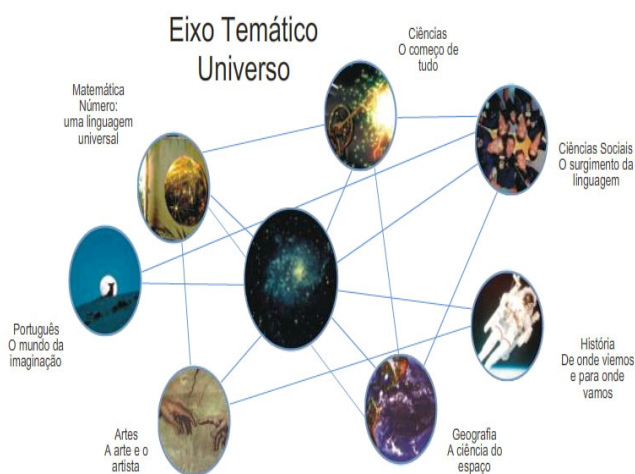 Eixo Temático
Universo
Ciências
O começo de
tudo
Matemática
Número:
uma linguagem
universal
Ciências Sociais
O surgimento da
linguagem
Português
O mundo da
imaginação
História
De onde viemos
e para onde
vamos
Artes
A arte e o
artista
Geografia
A ciência do
espaço